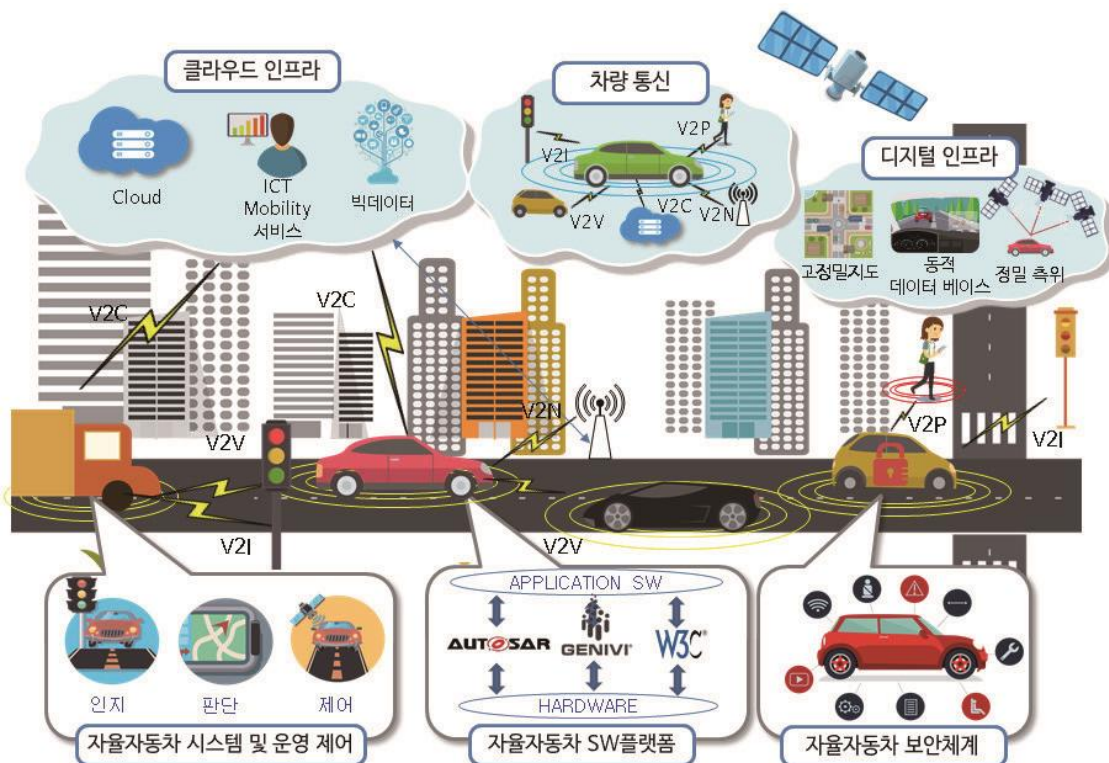 클라우드 인프라
Cloud
ICT
Mobility
서비스
빅데이터
차량 통신
V2I
V2P
V2V
V2C
V2N
디지털 인프라
고정밀지도
동적
데이터 베이스
정밀 측위
V2C
V2C
V2N
V2P
V2I
V2V
V2I
V2V
인지
판단
제어
자율자동차 시스템 및 운영 제어
APPLICATION SW
AUTOSAR
GENIVI®
W3C®
HARDWARE
자율자동차 SW플랫폼
자율자동차 보안체계